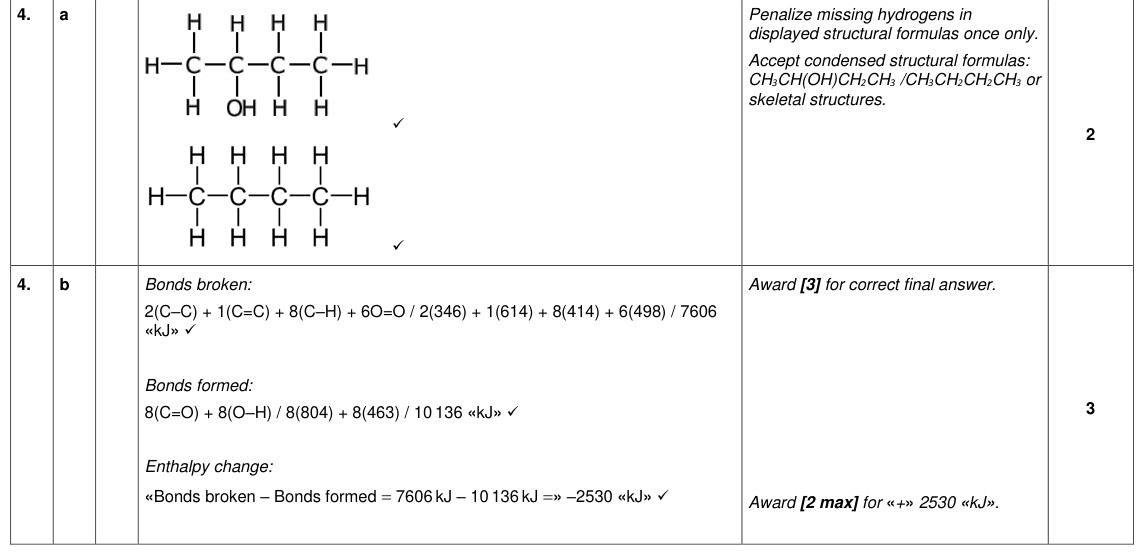 4. a
H H H H
H–C–C–C–C–H
H OH H H
✓
H H H H
H–C–C–C–C–H
H H H H
✓
Penalize missing hydrogens in
displayed structural formulas once only.
Accept condensed structural formulas:
CH₃CH(OH)CH₂CH₃ /CH₃CH₂CH₂CH₃ or
skeletal structures.
2
4. b
Bonds broken:
2(C–C) + 1(C=C) + 8(C–H) + 6O=O / 2(346) + 1(614) + 8(414) + 6(498) / 7606
«kJ» ✓
Bonds formed:
8(C=O) + 8(O–H) / 8(804) + 8(463) / 10 136 «kJ» ✓
Enthalpy change:
«Bonds broken – Bonds formed = 7606 kJ – 10 136 kJ =» –2530 «kJ» ✓
Award [3] for correct final answer.
Award [2 max] for «+» 2530 «kJ».
3